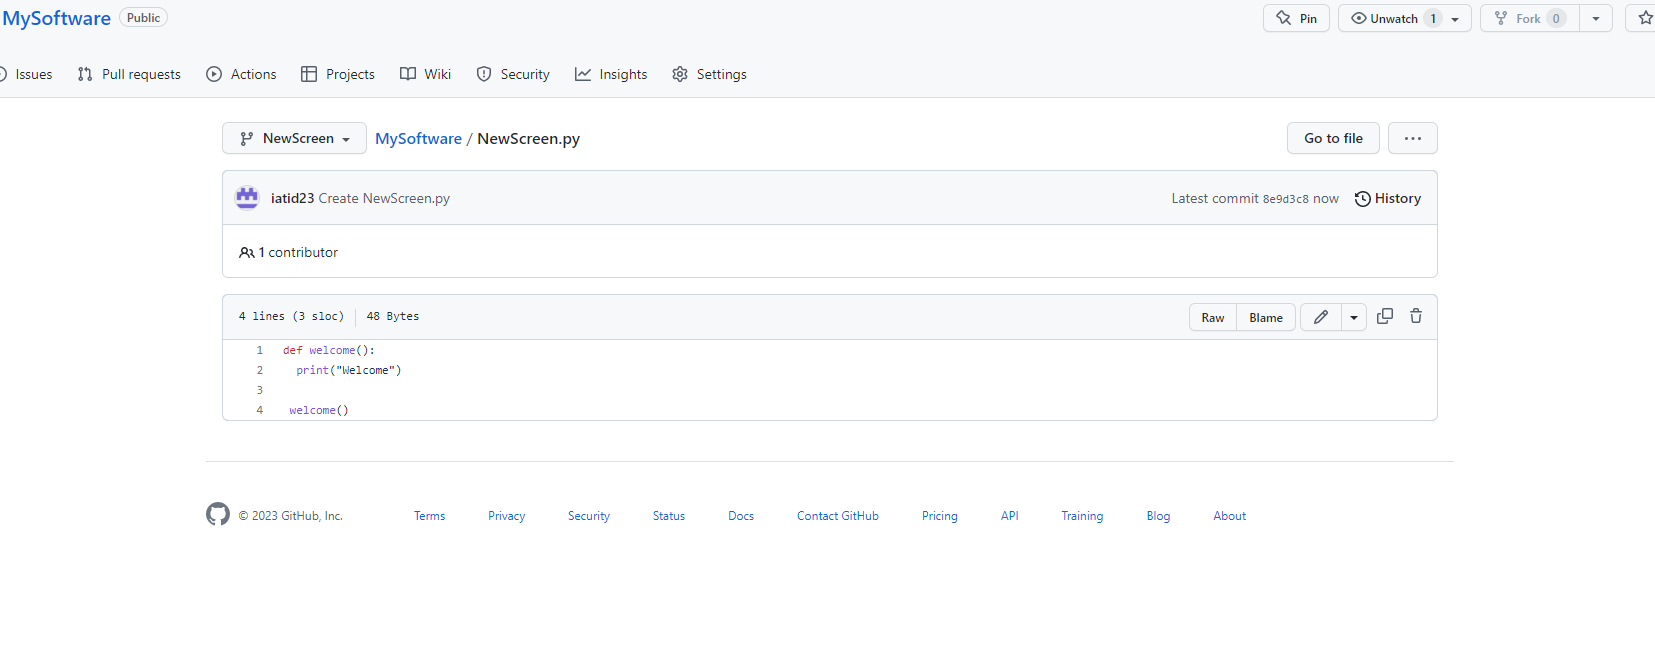 MySoftware Public Pin Unwatch 1 Fork 0
Issues Pull requests Actions Projects Wiki Security Insights Settings
NewScreen MySoftware / NewScreen.py Go to file ...
iatid23 Create NewScreen.py Latest commit 8e9d3c8 now History
1 contributor
4 lines (3 sloc) 48 Bytes Raw Blame
1 def welcome():
2   print("Welcome")
3
4  welcome()
© 2023 GitHub, Inc. Terms Privacy Security Status Docs Contact GitHub Pricing API Training Blog About